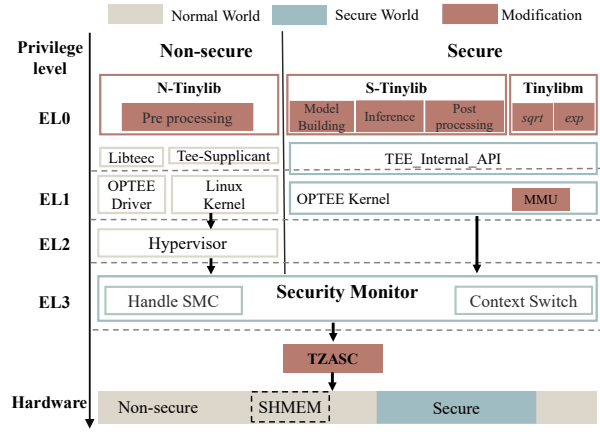 Normal World
Secure World
Modification
Privilege
level
Non-secure
Secure
N-Tinylib
S-Tinylib
Tinylibm
EL0
Pre processing
Model
Building
Inference
Post
processing
sqrt
exp
Libteec
Tee-Supplicant
TEE_Internal_API
EL1
OPTEE
Driver
Linux
Kernel
OPTEE Kernel
MMU
EL2
Hypervisor
EL3
Handle SMC
Security Monitor
Context Switch
TZASC
Hardware
Non-secure
SHMEM
Secure